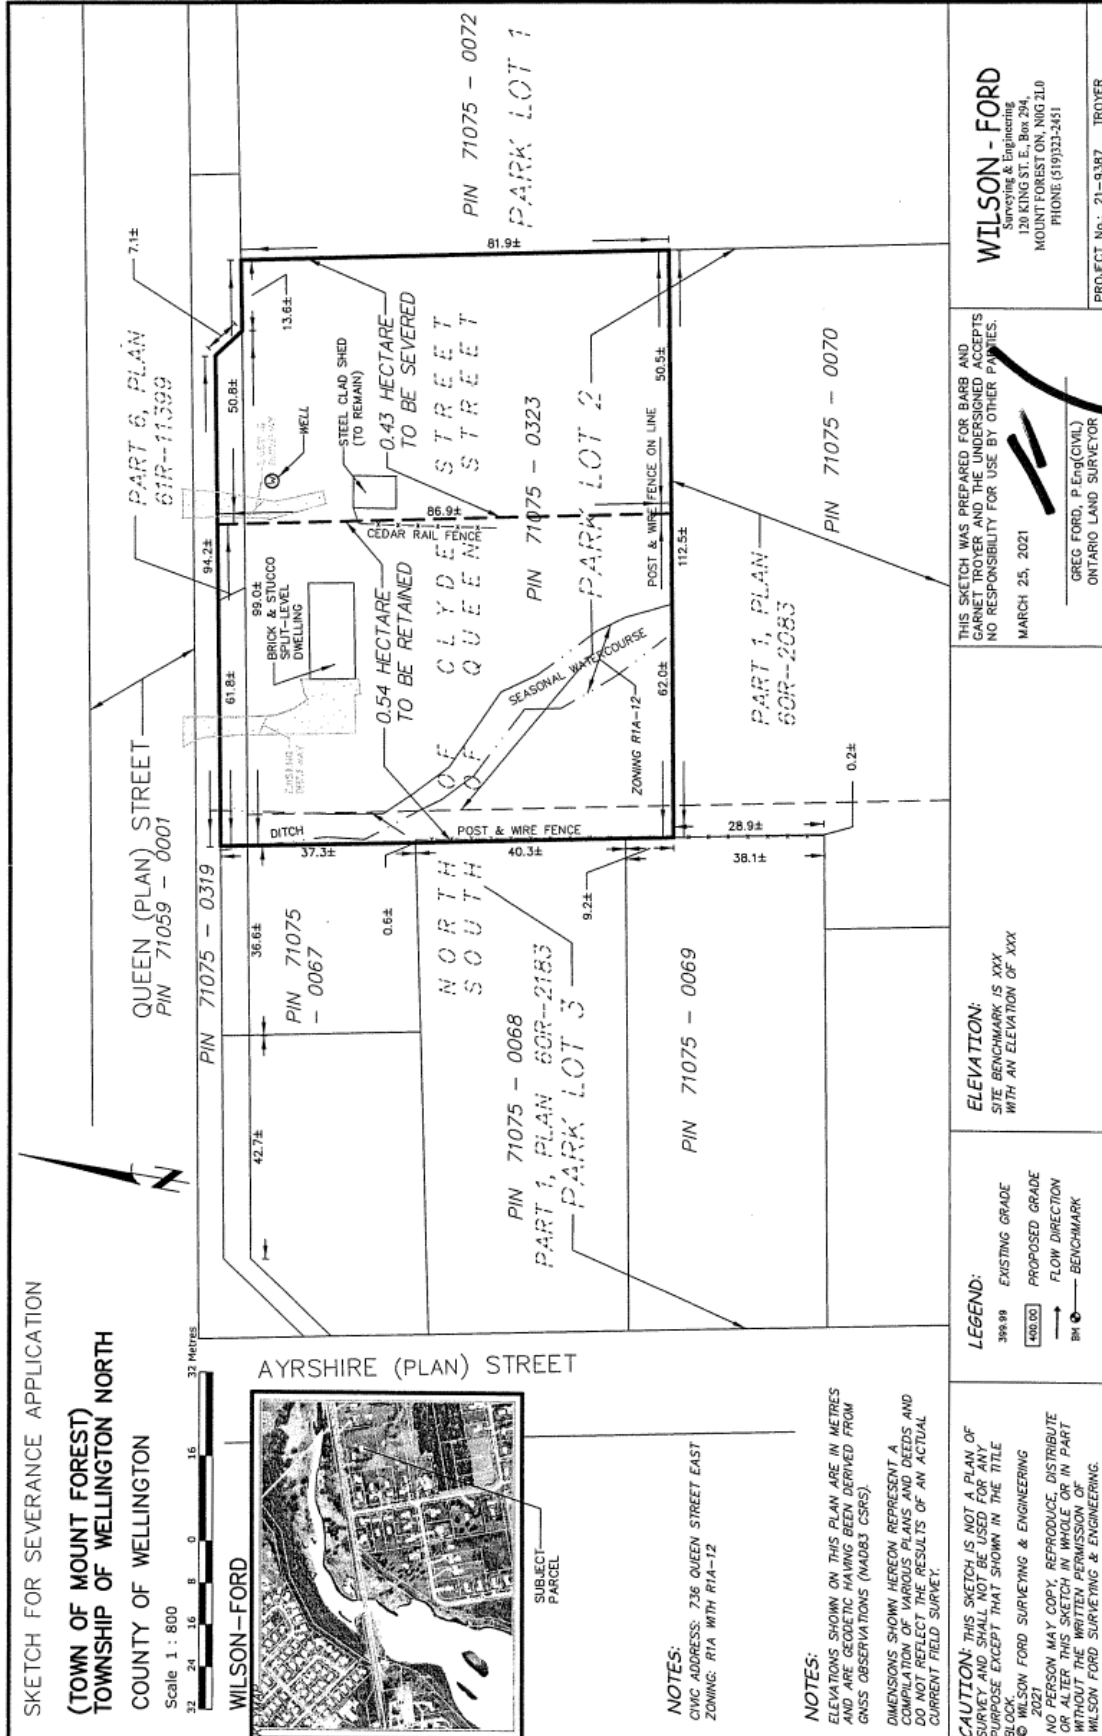 SKETCH FOR SEVERANCE APPLICATION
(TOWN OF MOUNT FOREST)
TOWNSHIP OF WELLINGTON NORTH
COUNTY OF WELLINGTON
Scale 1 : 800
32 24 16 8 0 16 32 Metres
WILSON-FORD
SUBJECT
PARCEL
AYRSHIRE (PLAN) STREET
NOTES:
CIVIC ADDRESS: 736 QUEEN STREET EAST
ZONING: R1A WITH R1A-12
NOTES:
ELEVATIONS SHOWN ON THIS PLAN ARE IN METRES
AND ARE GEODETIC HAVING BEEN DERIVED FROM
GNSS OBSERVATIONS (NAD83 CSRS).
DIMENSIONS SHOWN HEREON REPRESENT A
COMPILATION OF VARIOUS PLANS AND DEEDS AND
DO NOT REFLECT THE RESULTS OF AN ACTUAL
CURRENT FIELD SURVEY.
N
QUEEN (PLAN) STREET
PIN 71059 - 0001
PIN 71075 - 0319
PART 6, PLAN
61R--11399
7.1±
94.2±
99.0±
61.8±
50.8±
13.6±
36.6±
42.7±
PIN 71075
- 0067
37.3±
40.3±
9.2±
0.6±
DITCH
POST & WIRE FENCE
EXISTING
DRIVEWAY
BRICK & STUCCO
SPLIT-LEVEL
DWELLING
WELL
W
STEEL CLAD SHED
(TO REMAIN)
CEDAR RAIL FENCE
86.9±
81.9±
0.54 HECTARE
TO BE RETAINED
0.43 HECTARE
TO BE SEVERED
NORTH OF CLYDE STREET
SOUTH OF QUEEN STREET
PIN 71075 - 0323
PARK LOT 2
SEASONAL WATERCOURSE
ZONING R1A-12
POST & WIRE FENCE ON LINE
62.0±
50.5±
112.5±
28.9±
38.1±
0.2±
PIN 71075 - 0072
PARK LOT 1
PIN 71075 - 0068
PART 1, PLAN 60R--2183
PARK LOT 3
PIN 71075 - 0069
PART 1, PLAN
60R--2083
PIN 71075 - 0070
CAUTION: THIS SKETCH IS NOT A PLAN OF
SURVEY AND SHALL NOT BE USED FOR ANY
PURPOSE EXCEPT THAT SHOWN IN THE TITLE
BLOCK.
© WILSON FORD SURVEYING & ENGINEERING
2021
NO PERSON MAY COPY, REPRODUCE, DISTRIBUTE
OR ALTER THIS SKETCH IN WHOLE OR IN PART
WITHOUT THE WRITTEN PERMISSION OF
WILSON FORD SURVEYING & ENGINEERING.
LEGEND:
399.99 EXISTING GRADE
400.00 PROPOSED GRADE
FLOW DIRECTION
BM BENCHMARK
ELEVATION:
SITE BENCHMARK IS XXX
WITH AN ELEVATION OF XXX
THIS SKETCH WAS PREPARED FOR BARB AND
GARNET TROYER AND THE UNDERSIGNED ACCEPTS
NO RESPONSIBILITY FOR USE BY OTHER PARTIES.
MARCH 25, 2021
GREG FORD, P.Eng(CIVIL)
ONTARIO LAND SURVEYOR
WILSON - FORD
Surveying & Engineering
120 KING ST. E., Box 294,
MOUNT FOREST ON, N0G 2L0
PHONE (519)323-2451
PROJECT No.: 21-9387 TROYER